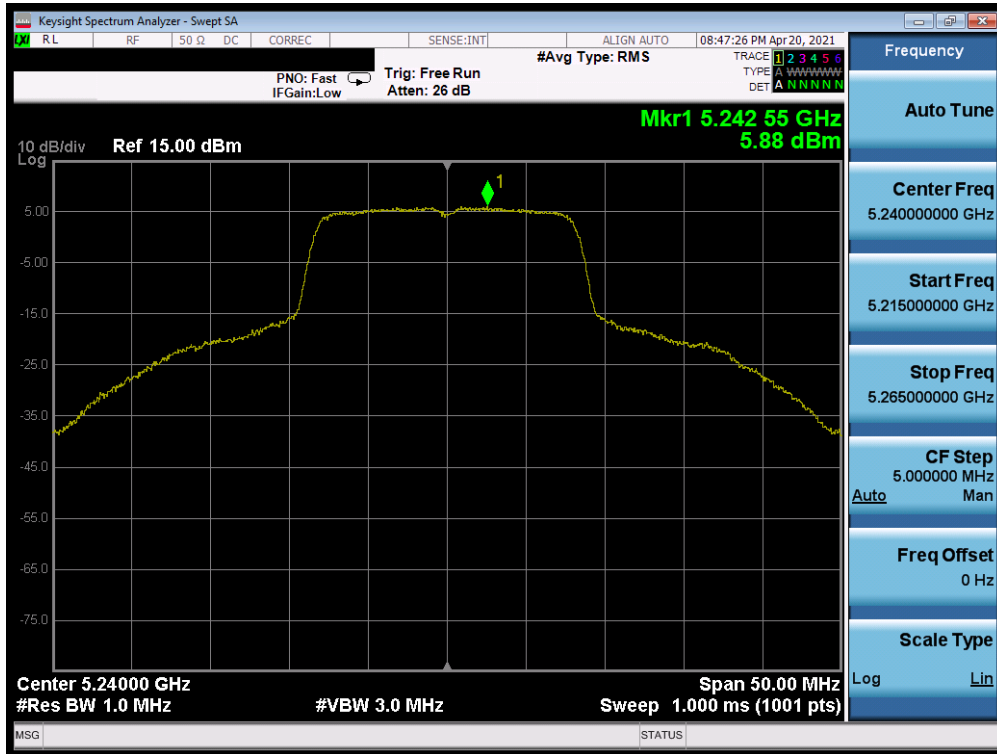 Keysight Spectrum Analyzer - Swept SA
LXI RL RF 50 Ω DC CORREC SENSE:INT ALIGN AUTO 08:47:26 PM Apr 20, 2021
#Avg Type: RMS TRACE 1 2 3 4 5 6
PNO: Fast Trig: Free Run TYPE A WWWWW
IFGain:Low Atten: 26 dB DET A N N N N N
Mkr1 5.242 55 GHz
5.88 dBm
10 dB/div Ref 15.00 dBm
Log
1
5.00
-5.00
-15.0
-25.0
-35.0
-45.0
-55.0
-65.0
-75.0
Center 5.24000 GHz Span 50.00 MHz
#Res BW 1.0 MHz #VBW 3.0 MHz Sweep 1.000 ms (1001 pts)
MSG STATUS
Frequency
Auto Tune
Center Freq
5.240000000 GHz
Start Freq
5.215000000 GHz
Stop Freq
5.265000000 GHz
CF Step
5.000000 MHz
Auto Man
Freq Offset
0 Hz
Scale Type
Log Lin